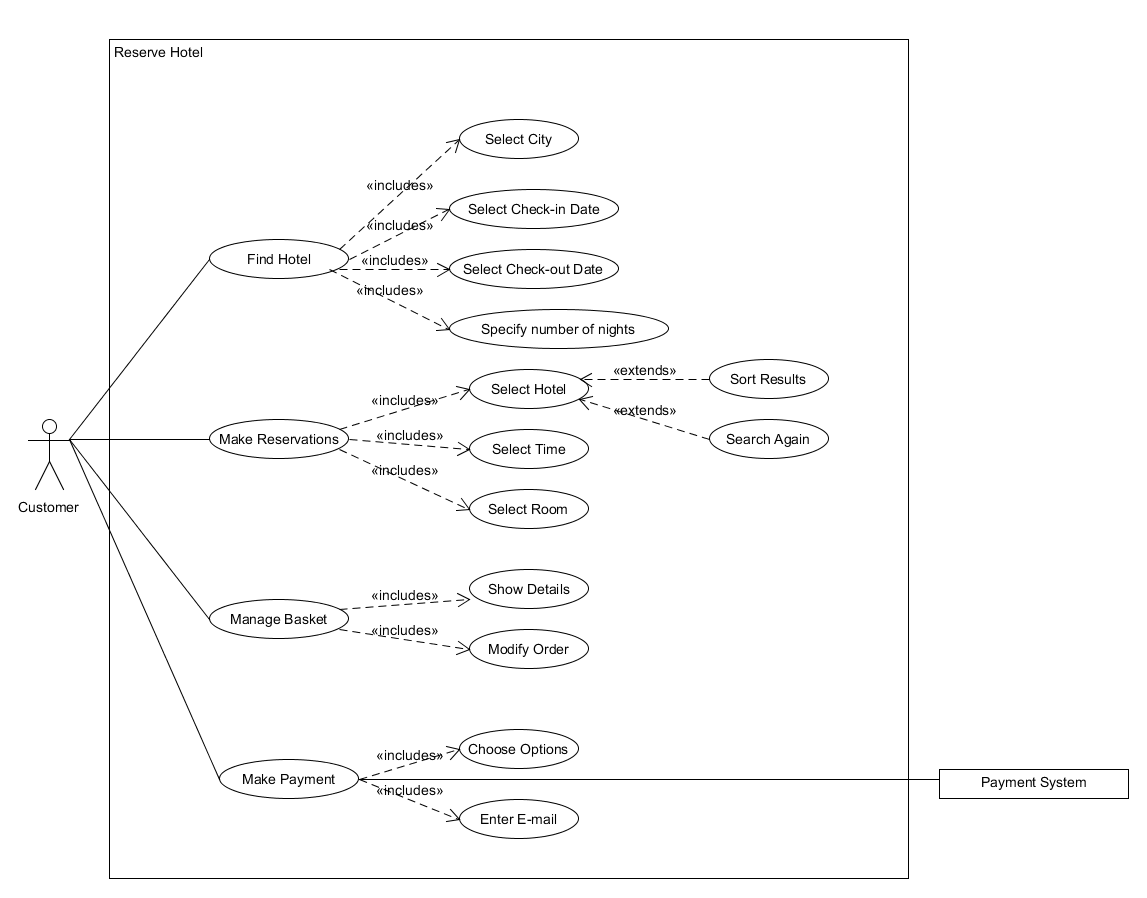 Reserve Hotel
Select City
«includes»
Select Check-in Date
«includes»
Find Hotel
«includes»
Select Check-out Date
«includes»
Specify number of nights
«extends»
Sort Results
Select Hotel
«includes»
«extends»
Make Reservations
«includes»
Search Again
Select Time
«includes»
Customer
Select Room
Show Details
«includes»
Manage Basket
«includes»
Modify Order
Choose Options
«includes»
Make Payment
Payment System
«includes»
Enter E-mail